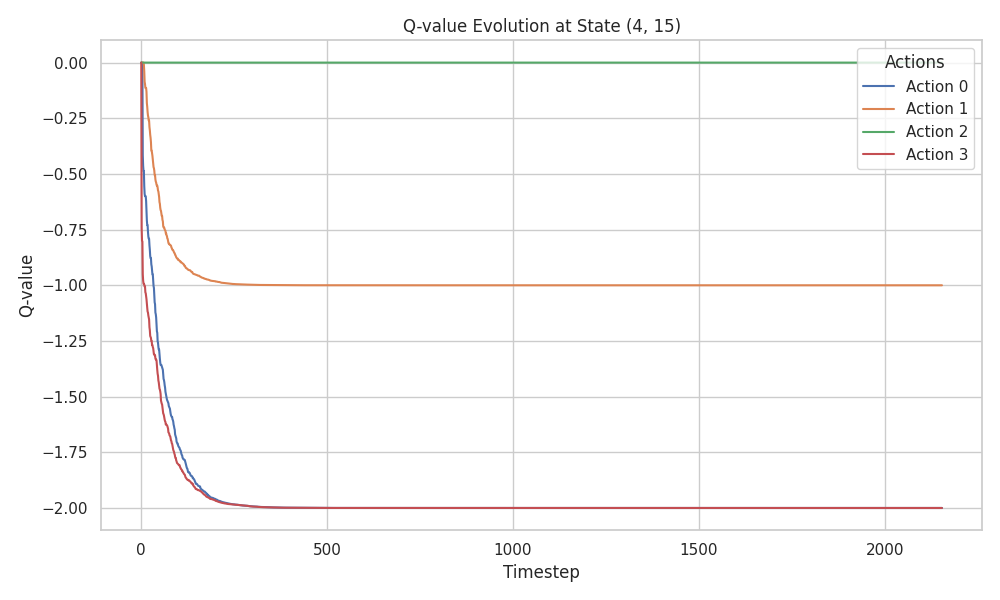 Q-value Evolution at State (4, 15)
Actions
Action 0
Action 1
Action 2
Action 3
Q-value
0.00
−0.25
−0.50
−0.75
−1.00
−1.25
−1.50
−1.75
−2.00
0 500 1000 1500 2000
Timestep